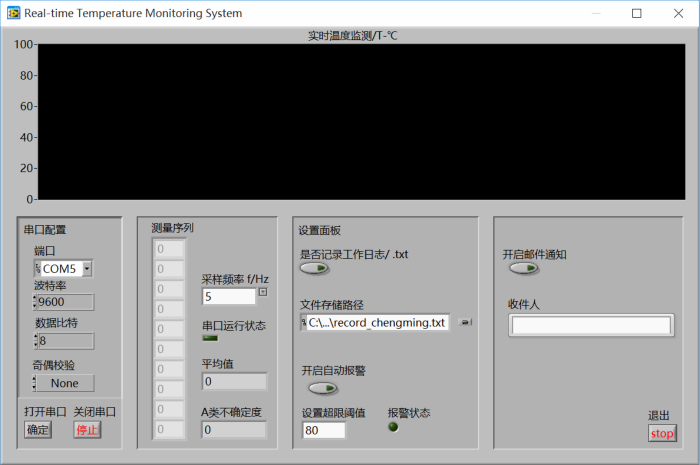 Real-time Temperature Monitoring System
实时温度监测/T-℃
100
80
60
40
20
0
串口配置
端口
COM5
波特率
9600
数据比特
8
奇偶校验
None
打开串口 关闭串口
确定 停止
测量序列
0
0
0
0
0
0
0
0
0
0
采样频率 f/Hz
5
串口运行状态
平均值
0
A类不确定度
0
设置面板
是否记录工作日志/ .txt
文件存储路径
C:\...\record_chengming.txt
开启自动报警
设置超限阈值 报警状态
80
开启邮件通知
收件人
退出
stop